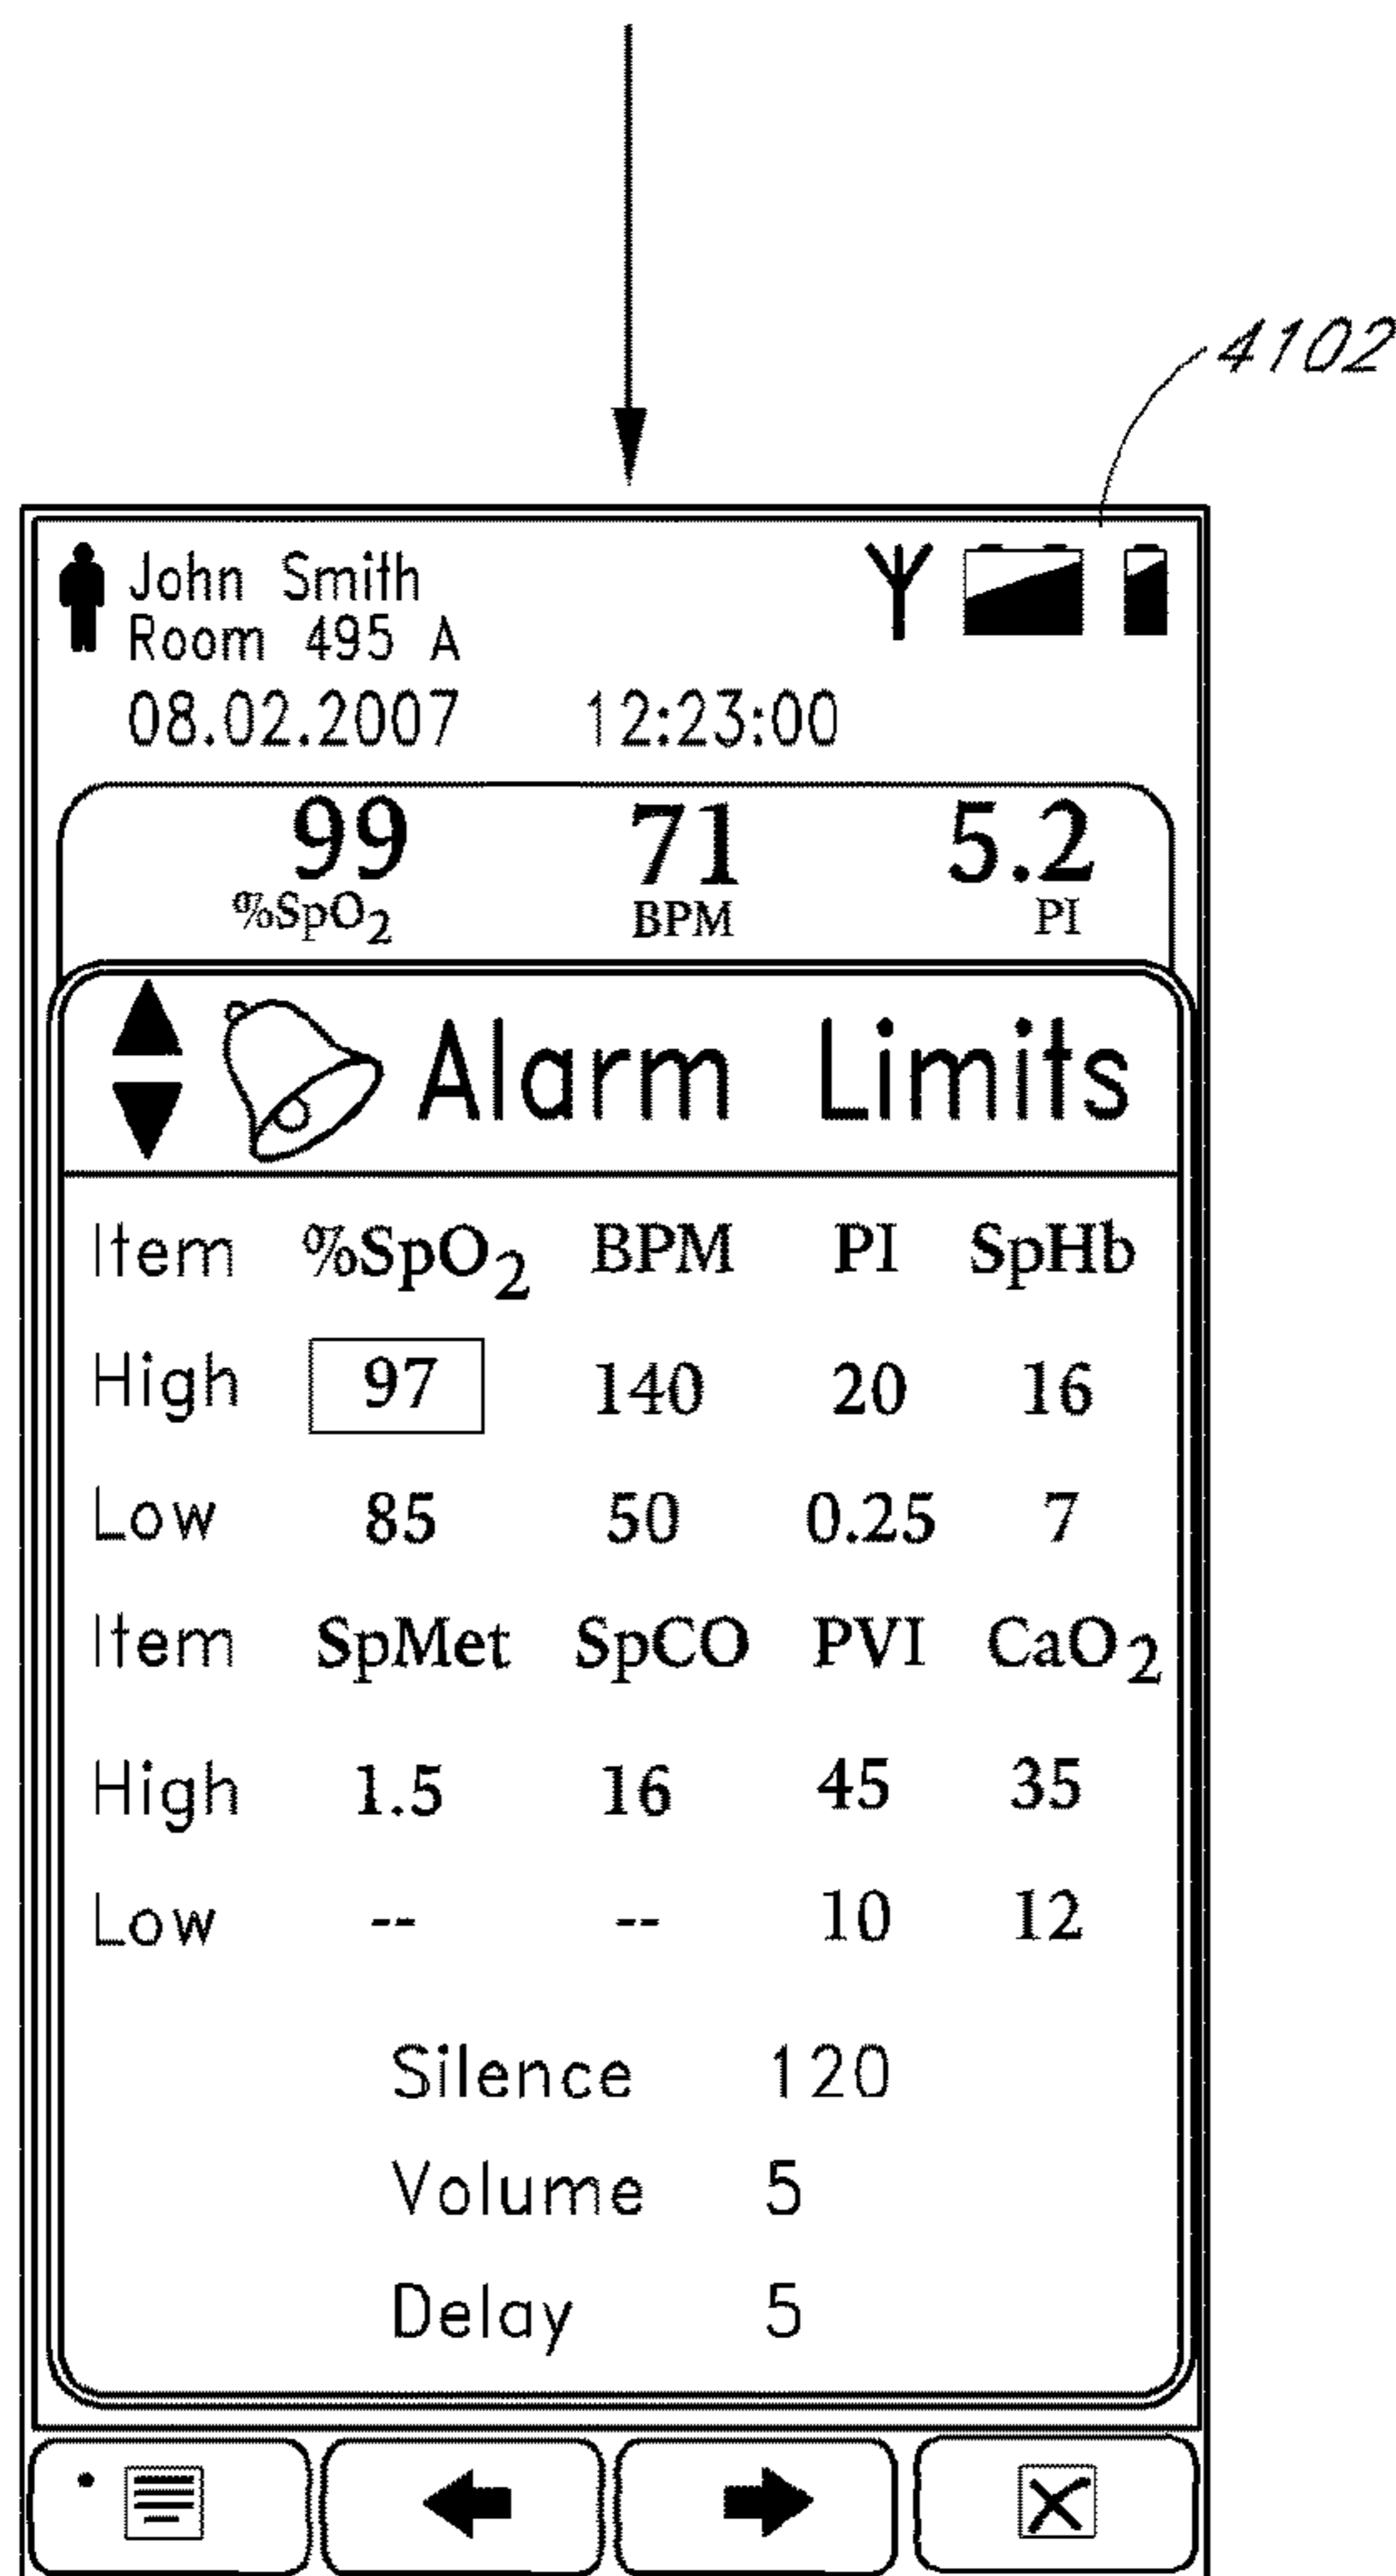 4102
John Smith
Room 495 A
08.02.2007 12:23:00
99 71 5.2
%SpO₂ BPM PI
Alarm Limits
Item %SpO₂ BPM PI SpHb
High 97 140 20 16
Low 85 50 0.25 7
Item SpMet SpCO PVI CaO₂
High 1.5 16 45 35
Low -- -- 10 12
Silence 120
Volume 5
Delay 5